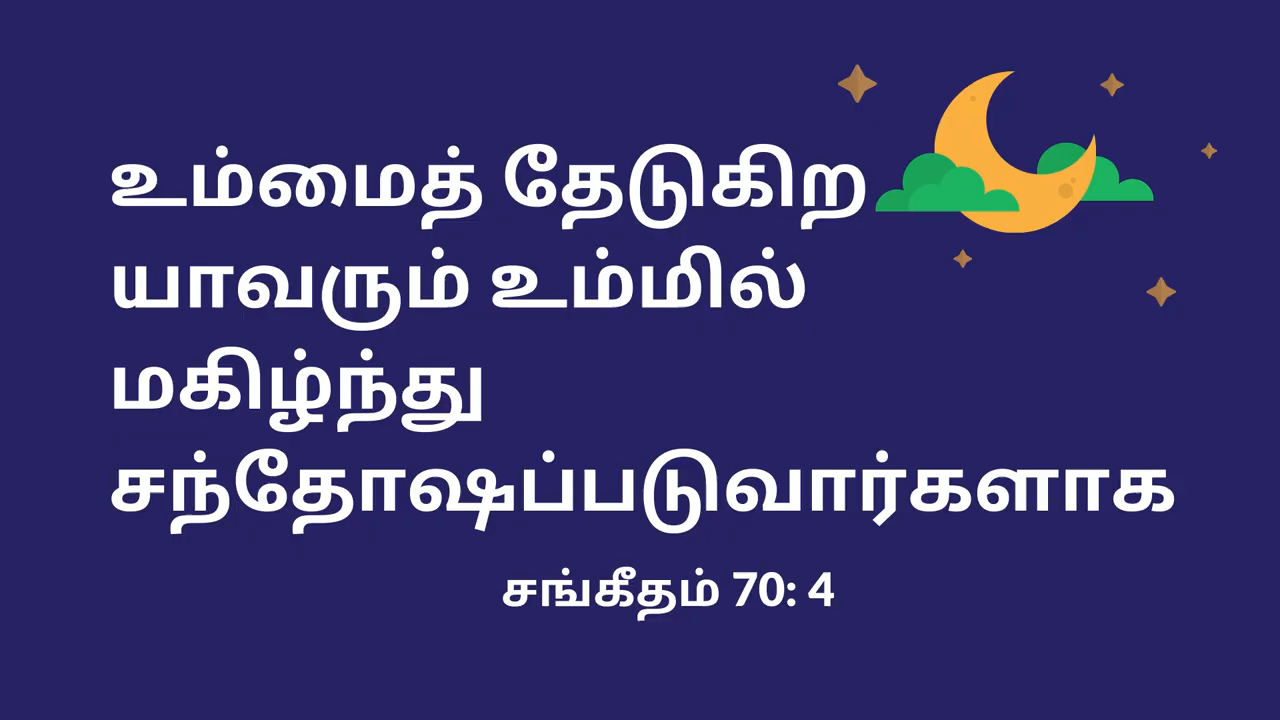 உம்மைத் தேடுகிற
யாவரும் உம்மில்
மகிழ்ந்து
சந்தோஷப்படுவார்களாக
சங்கீதம் 70: 4